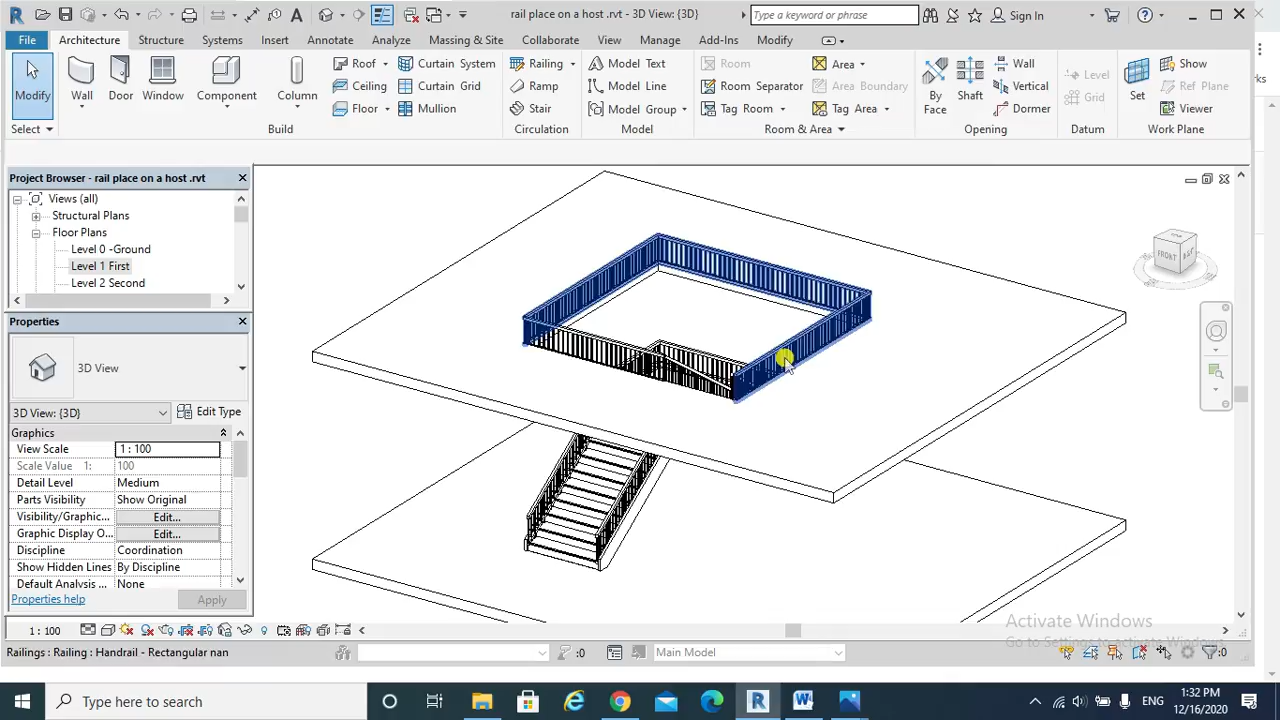 rail place on a host .rvt - 3D View: {3D}
Type a keyword or phrase
Sign In
File
Architecture
Structure
Systems
Insert
Annotate
Analyze
Massing & Site
Collaborate
View
Manage
Add-Ins
Modify
Modify
Wall
Door
Window
Component
Column
Roof
Ceiling
Floor
Curtain System
Curtain Grid
Mullion
Railing
Ramp
Stair
Model Text
Model Line
Model Group
Room
Room Separator
Tag Room
Area
Area Boundary
Tag Area
By Face
Shaft
Wall
Vertical
Dormer
Level
Grid
Set
Show
Ref Plane
Viewer
Select
Build
Circulation
Model
Room & Area
Opening
Datum
Work Plane
Project Browser - rail place on a host .rvt
Views (all)
Structural Plans
Floor Plans
Level 0 -Ground
Level 1 First
Level 2 Second
Properties
3D View
3D View: {3D}
Edit Type
Graphics
View Scale 1 : 100
Scale Value 1: 100
Detail Level Medium
Parts Visibility Show Original
Visibility/Graphic... Edit...
Graphic Display O... Edit...
Discipline Coordination
Show Hidden Lines By Discipline
Default Analysis ... None
Properties help
Apply
FRONT
1 : 100
Activate Windows
Go to Settings to activate Windows.
Railings : Railing : Handrail - Rectangular nan
:0
Main Model
:0
Type here to search
ENG
1:32 PM
12/16/2020